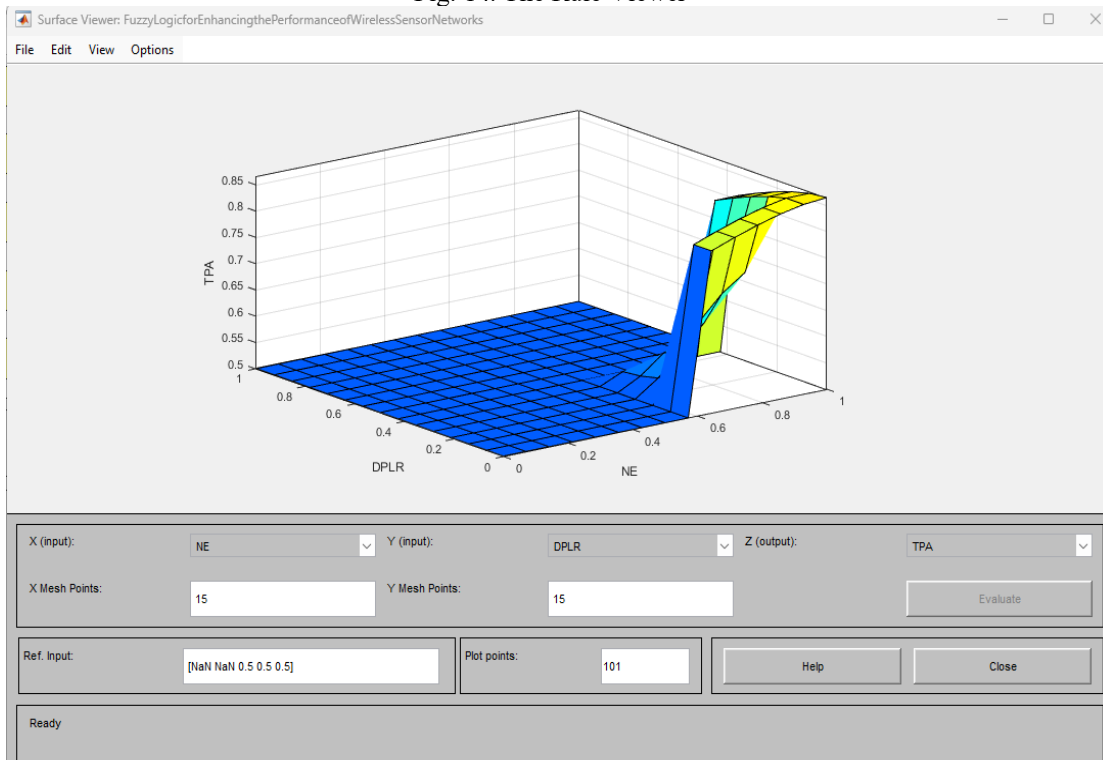 Surface Viewer: FuzzyLogicforEnhancingthePerformanceofWirelessSensorNetworks
File Edit View Options
0.85
0.8
0.75
0.7
0.65
0.6
0.55
0.5
TPA
1
0.8
0.6
0.4
0.2
0
DPLR
0
0.2
0.4
0.6
0.8
1
NE
X (input): NE Y (input): DPLR Z (output): TPA
X Mesh Points: 15 Y Mesh Points: 15 Evaluate
Ref. Input: [NaN NaN 0.5 0.5 0.5] Plot points: 101 Help Close
Ready